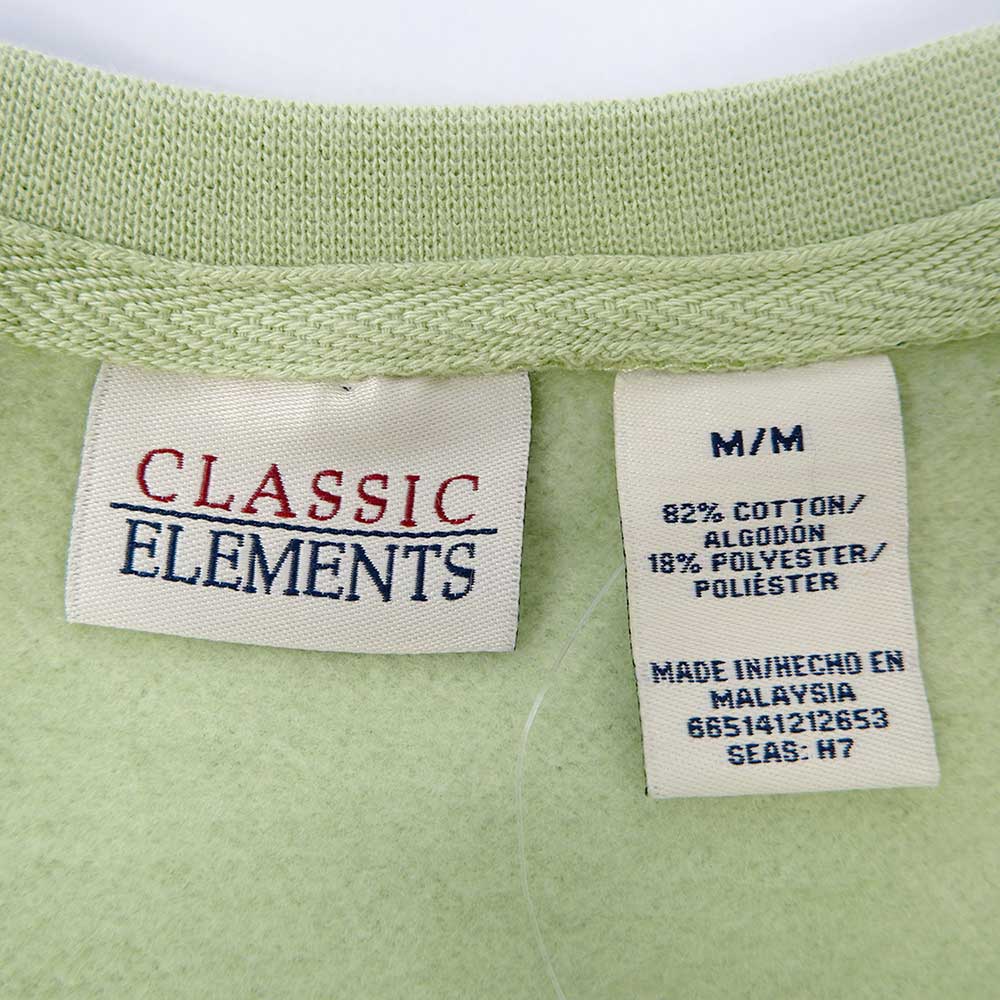 CLASSIC
ELEMENTS
M/M
82% COTTON/
ALGODÓN
18% POLYESTER/
POLIÉSTER
MADE IN/HECHO EN
MALAYSIA
665141212653
SEAS: H7